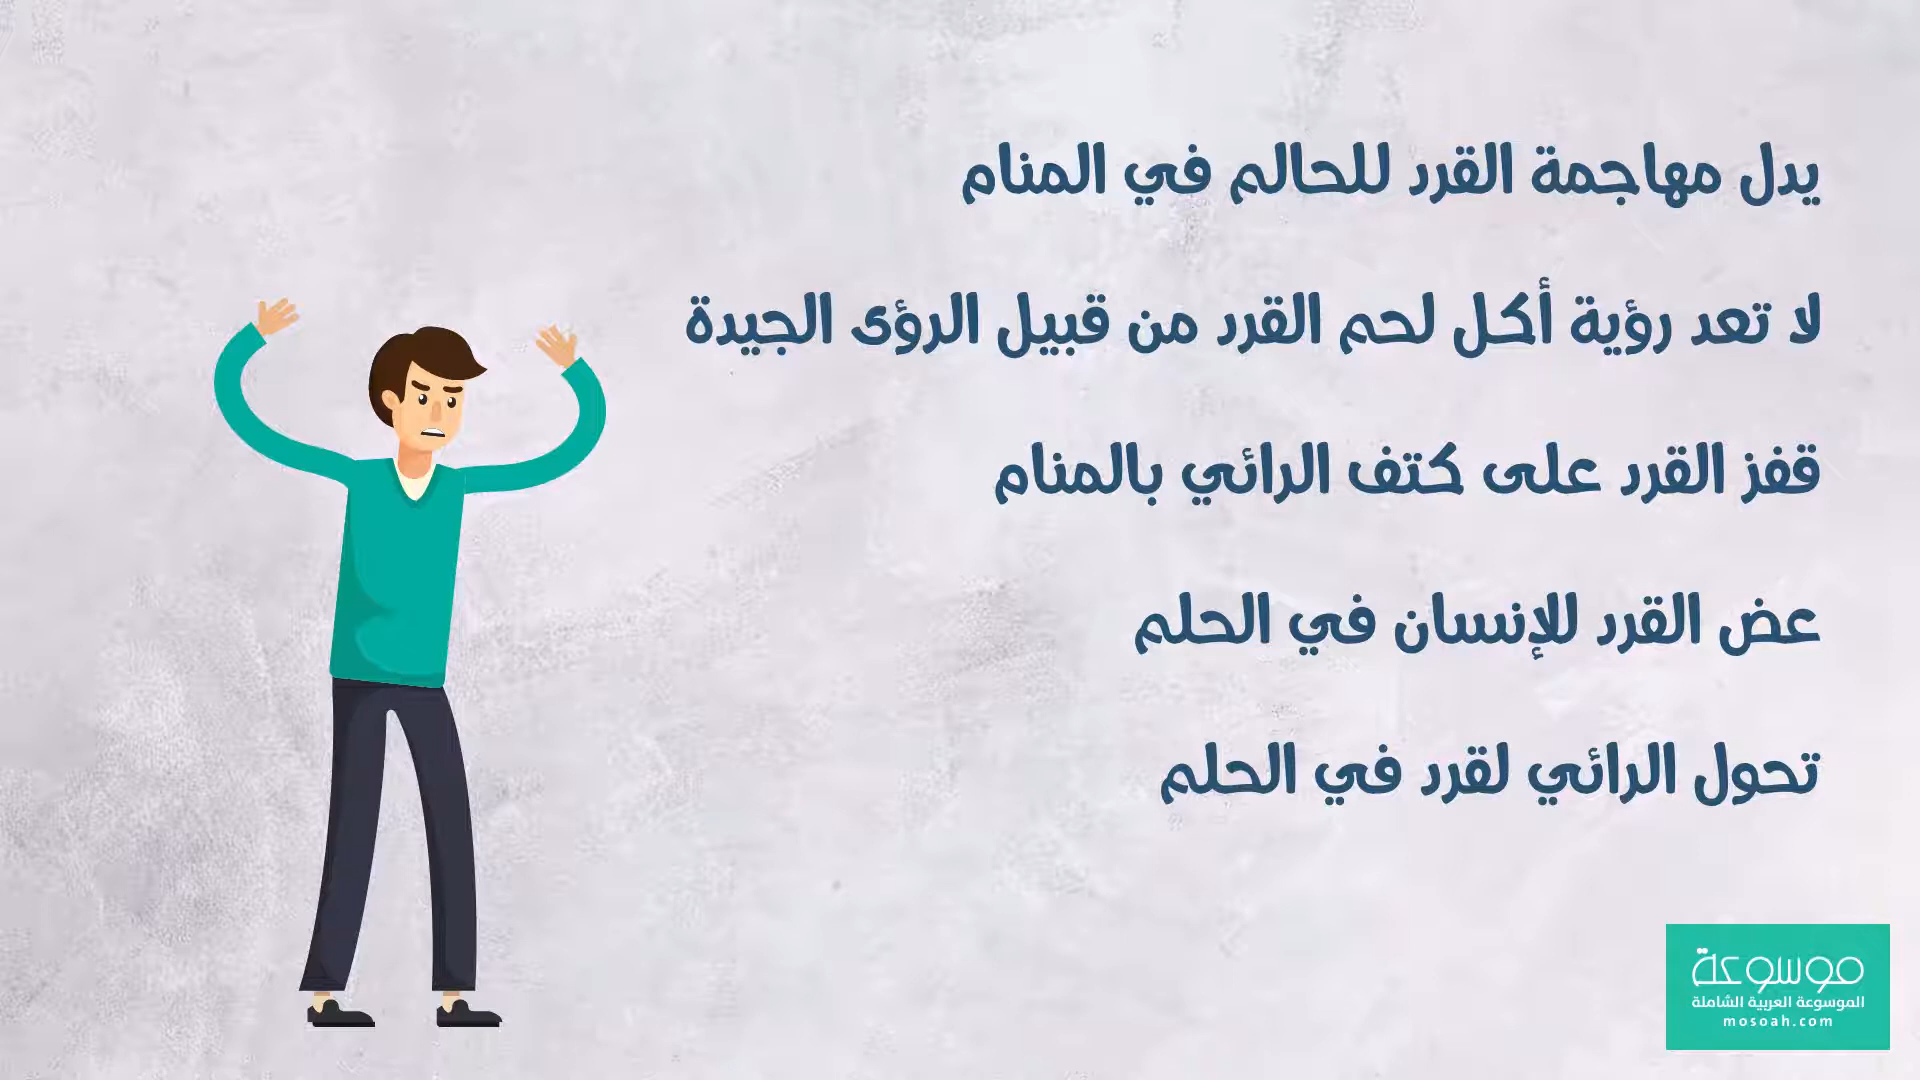 يدل مهاجمة القرد للحالم في المنام
لا تعد رؤية أكل لحم القرد من قبيل الرؤى الجيدة
قفز القرد على كتف الرائي بالمنام
عض القرد للإنسان في الحلم
تحول الرائي لقرد في الحلم
موسوعة
الموسوعة العربية الشاملة
mosoah.com